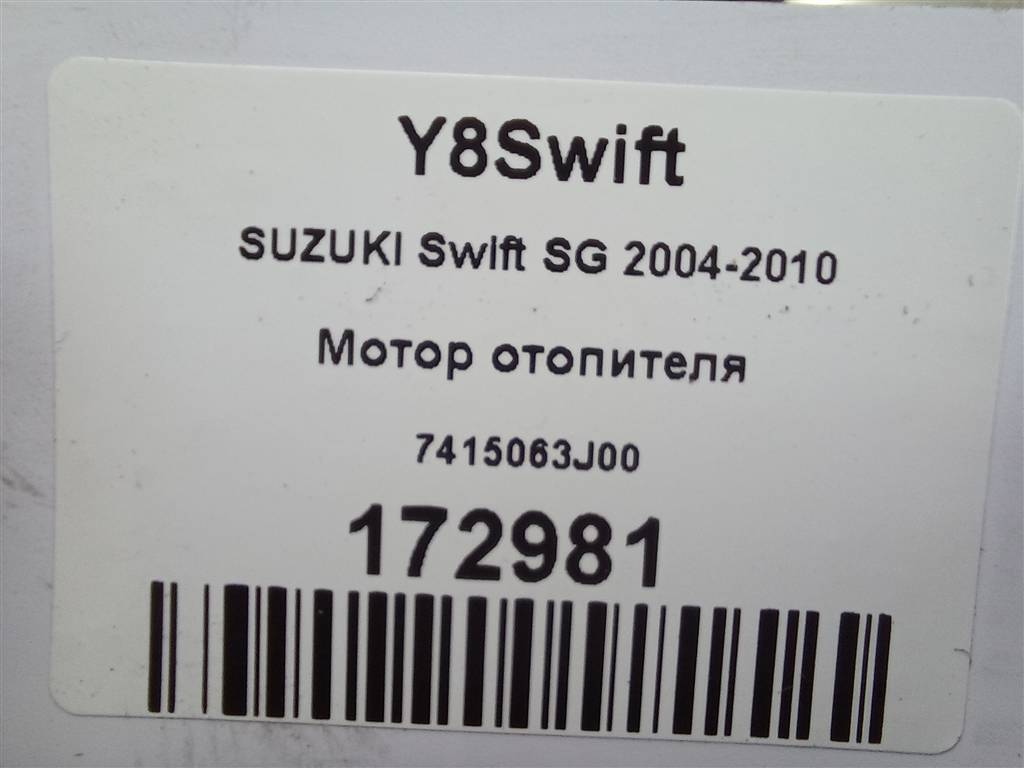 Y8Swift
SUZUKI Swift SG 2004-2010
Мотор отопителя
7415063J00
172981